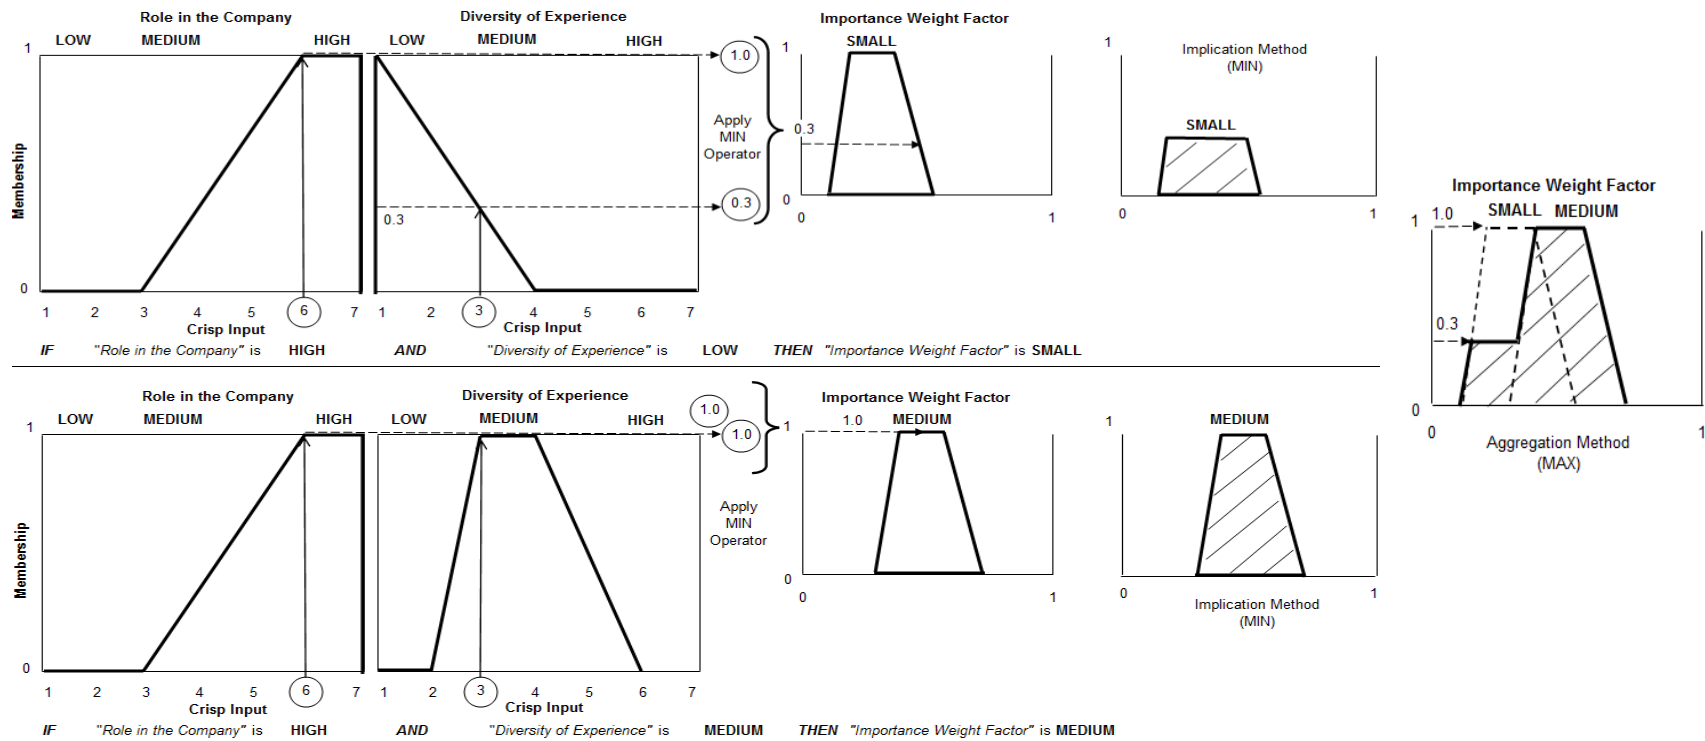 Role in the Company
LOW MEDIUM HIGH
Diversity of Experience
LOW MEDIUM HIGH
Membership
1
0
1 2 3 4 5 6 7
Crisp Input
0.3
1 2 3 4 5 6 7
Crisp Input
1.0
Apply
MIN
Operator
0.3
Importance Weight Factor
SMALL
1
0.3
0
0 1
Implication Method
(MIN)
1
SMALL
0 1
IF "Role in the Company" is HIGH AND "Diversity of Experience" is LOW THEN "Importance Weight Factor" is SMALL
Role in the Company
LOW MEDIUM HIGH
Diversity of Experience
LOW MEDIUM HIGH
Membership
1
0
1 2 3 4 5 6 7
Crisp Input
1 2 3 4 5 6 7
Crisp Input
1.0
1.0
Apply
MIN
Operator
Importance Weight Factor
MEDIUM
1.0
1
0
0 1
1
MEDIUM
0 1
Implication Method
(MIN)
IF "Role in the Company" is HIGH AND "Diversity of Experience" is MEDIUM THEN "Importance Weight Factor" is MEDIUM
Importance Weight Factor
SMALL MEDIUM
1 1.0
0.3
0
0 1
Aggregation Method
(MAX)